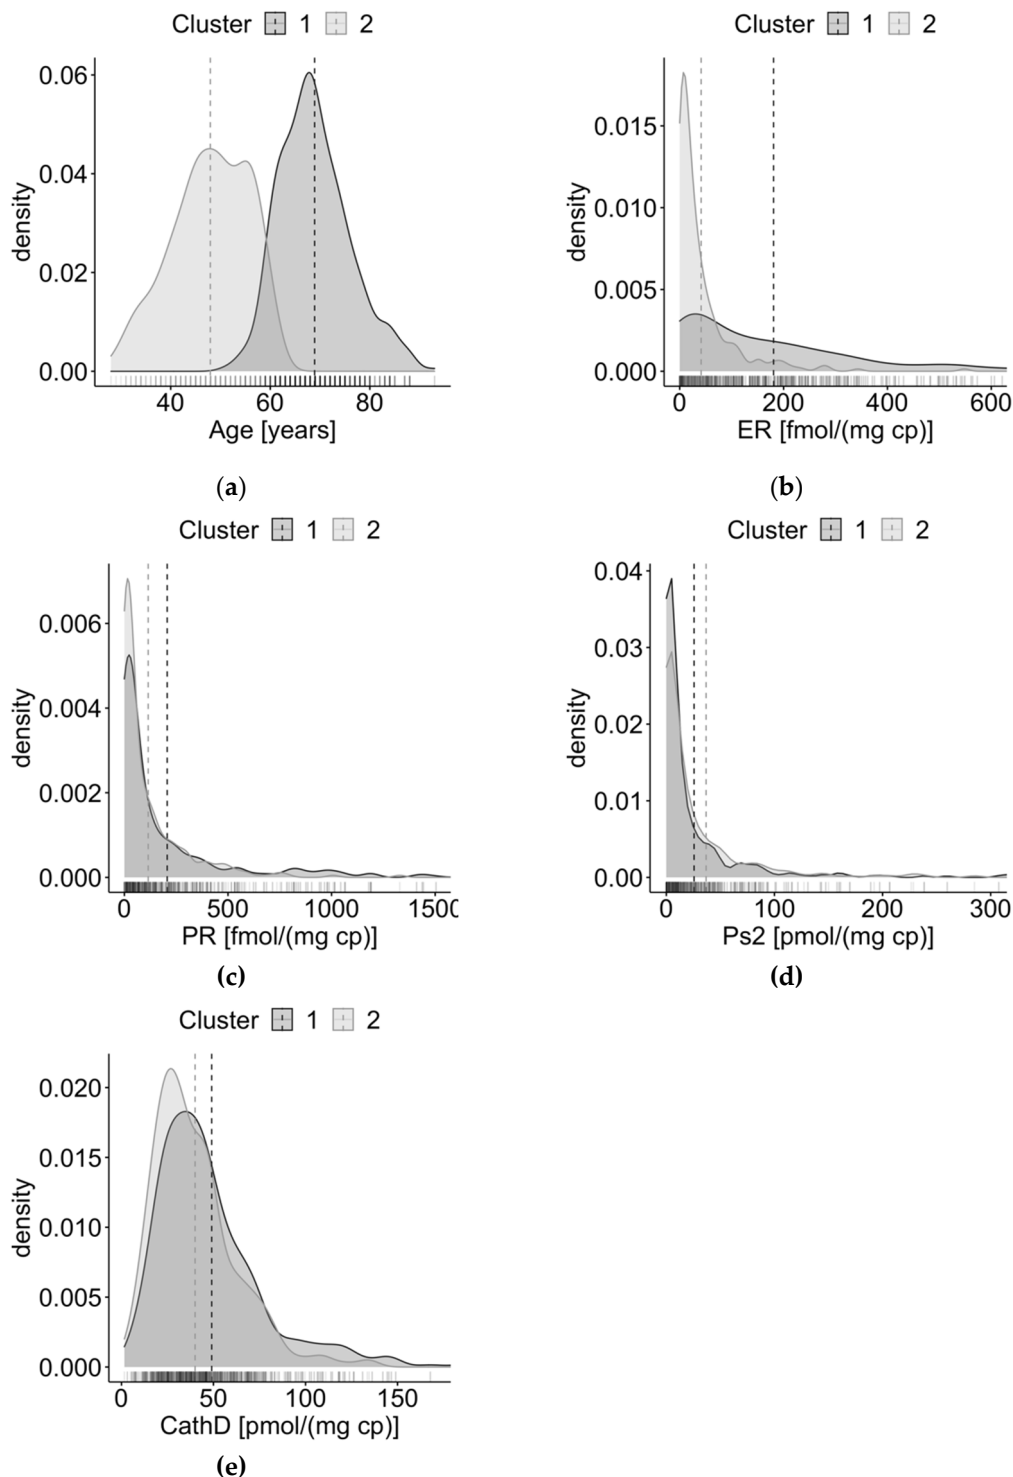 Cluster 1 2
Cluster 1 2
0.06
0.04
0.02
0.00
density
40 60 80
Age [years]
0.015
0.010
0.005
0.000
density
0 200 400 600
ER [fmol/(mg cp)]
(a)
(b)
Cluster 1 2
Cluster 1 2
0.006
0.004
0.002
0.000
density
0 500 1000 1500
PR [fmol/(mg cp)]
0.04
0.03
0.02
0.01
0.00
density
0 100 200 300
Ps2 [pmol/(mg cp)]
(c)
(d)
Cluster 1 2
0.020
0.015
0.010
0.005
0.000
density
0 50 100 150
CathD [pmol/(mg cp)]
(e)